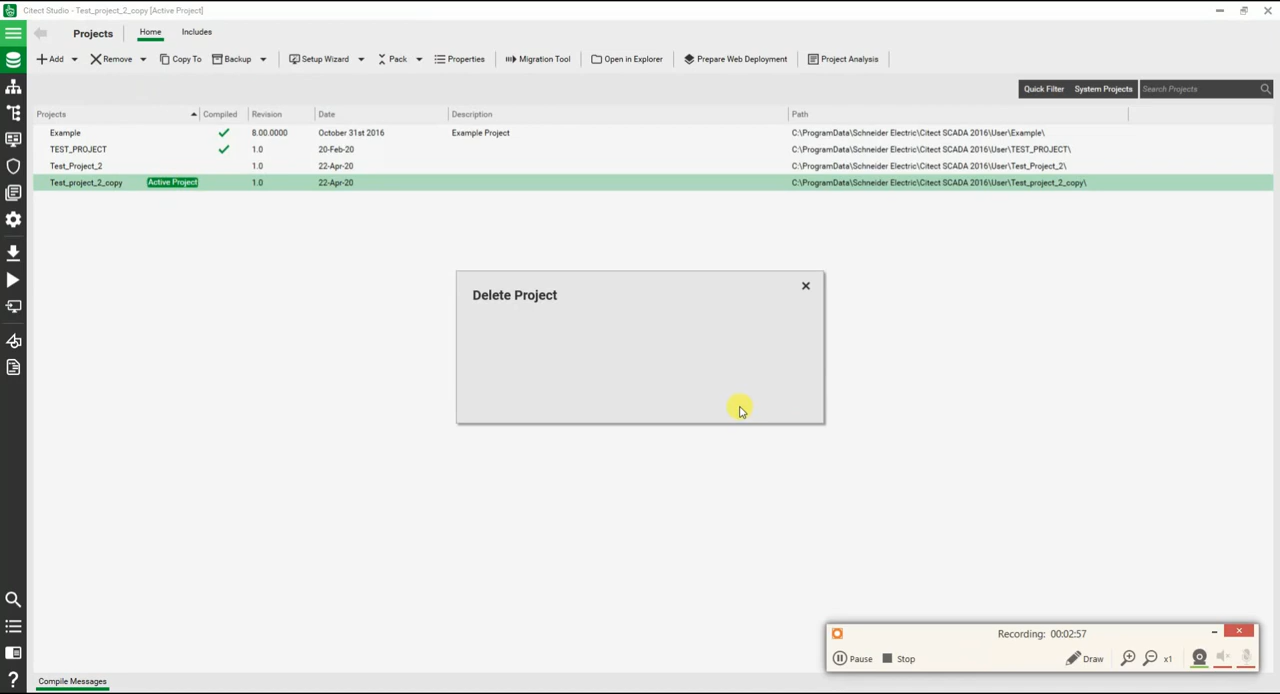 Citect Studio - Test_project_2_copy [Active Project]
Projects Home Includes
Add Remove Copy To Backup Setup Wizard Pack Properties Migration Tool Open in Explorer Prepare Web Deployment Project Analysis
Quick Filter System Projects Search Projects
Projects Compiled Revision Date Description Path
Example 8.00.0000 October 31st 2016 Example Project C:\ProgramData\Schneider Electric\Citect SCADA 2016\User\Example\
TEST_PROJECT 1.0 20-Feb-20 C:\ProgramData\Schneider Electric\Citect SCADA 2016\User\TEST_PROJECT\
Test_Project_2 1.0 22-Apr-20 C:\ProgramData\Schneider Electric\Citect SCADA 2016\User\Test_Project_2\
Test_project_2_copy Active Project 1.0 22-Apr-20 C:\ProgramData\Schneider Electric\Citect SCADA 2016\User\Test_project_2_copy\
Delete Project
Recording: 00:02:57
Pause Stop Draw x1
Compile Messages